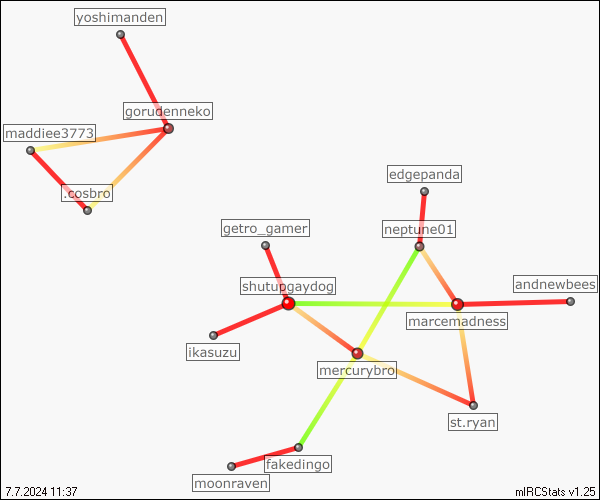 yoshimanden
gorudenneko
maddiee3773
.cosbro
edgepanda
getro_gamer
neptune01
shutupgaydog
andnewbees
marcemadness
ikasuzu
mercurybro
st.ryan
fakedingo
moonraven
7.7.2024 11:37
mIRCStats v1.25